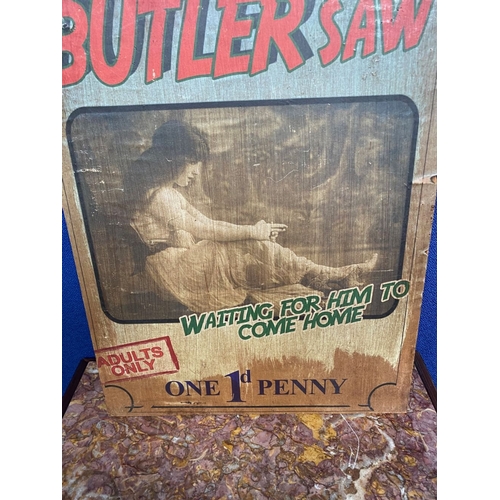 BUTLER SAW
WAITING FOR HIM TO
COME HOME
ADULTS
ONLY
ONE 1d PENNY